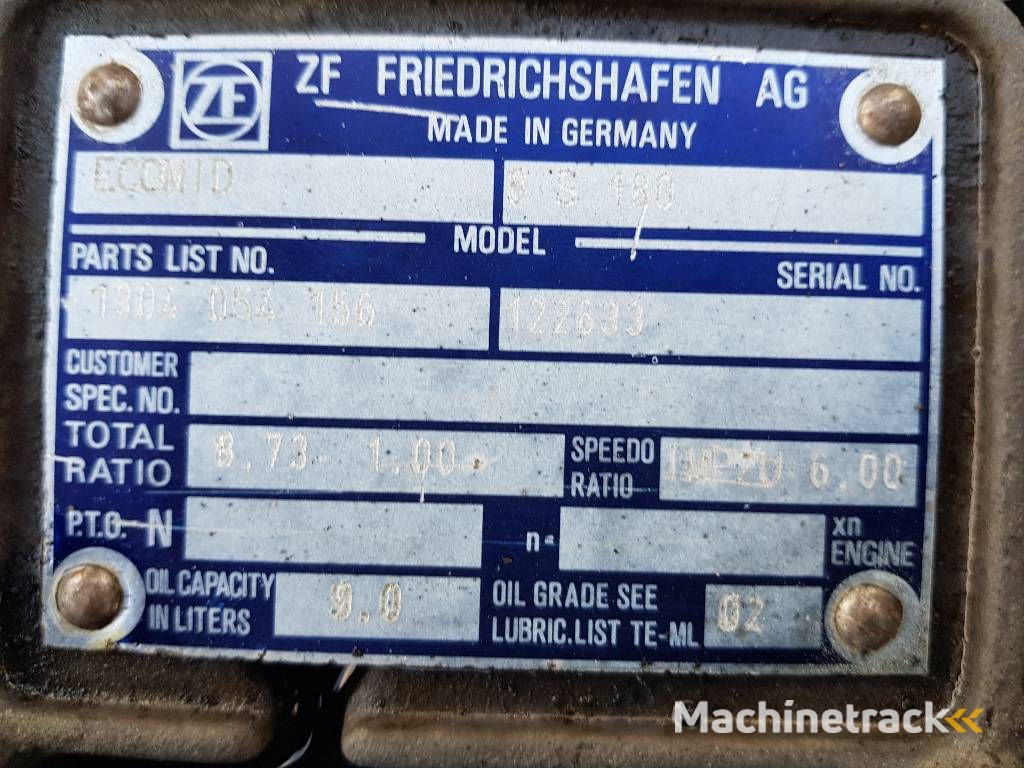 ZF ZF FRIEDRICHSHAFEN AG
MADE IN GERMANY
ECOMID 8 S 180
MODEL
PARTS LIST NO. SERIAL NO.
1304 054 156 122633
CUSTOMER
SPEC. NO.
TOTAL
RATIO 8.73- 1.00 SPEEDO
RATIO IMP/U 6.00
P.T.O. N n= xn
ENGINE
OIL CAPACITY
IN LITERS 9.0 OIL GRADE SEE
LUBRIC.LIST TE-ML 02
Machinetrack